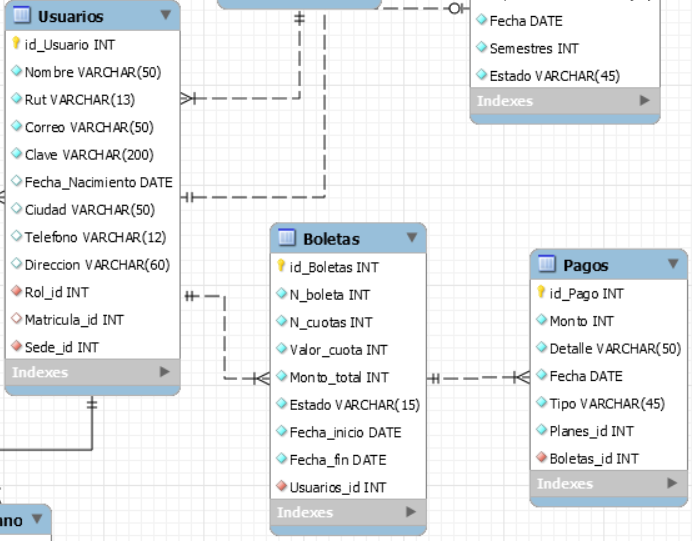 Usuarios
id_Usuario INT
Nombre VARCHAR(50)
Rut VARCHAR(13)
Correo VARCHAR(50)
Clave VARCHAR(200)
Fecha_Nacimiento DATE
Ciudad VARCHAR(50)
Telefono VARCHAR(12)
Direccion VARCHAR(60)
Rol_id INT
Matricula_id INT
Sede_id INT
Indexes
Fecha DATE
Semestres INT
Estado VARCHAR(45)
Indexes
Boletas
id_Boletas INT
N_boleta INT
N_cuotas INT
Valor_cuota INT
Monto_total INT
Estado VARCHAR(15)
Fecha_inicio DATE
Fecha_fin DATE
Usuarios_id INT
Indexes
Pagos
id_Pago INT
Monto INT
Detalle VARCHAR(50)
Fecha DATE
Tipo VARCHAR(45)
Planes_id INT
Boletas_id INT
Indexes
no